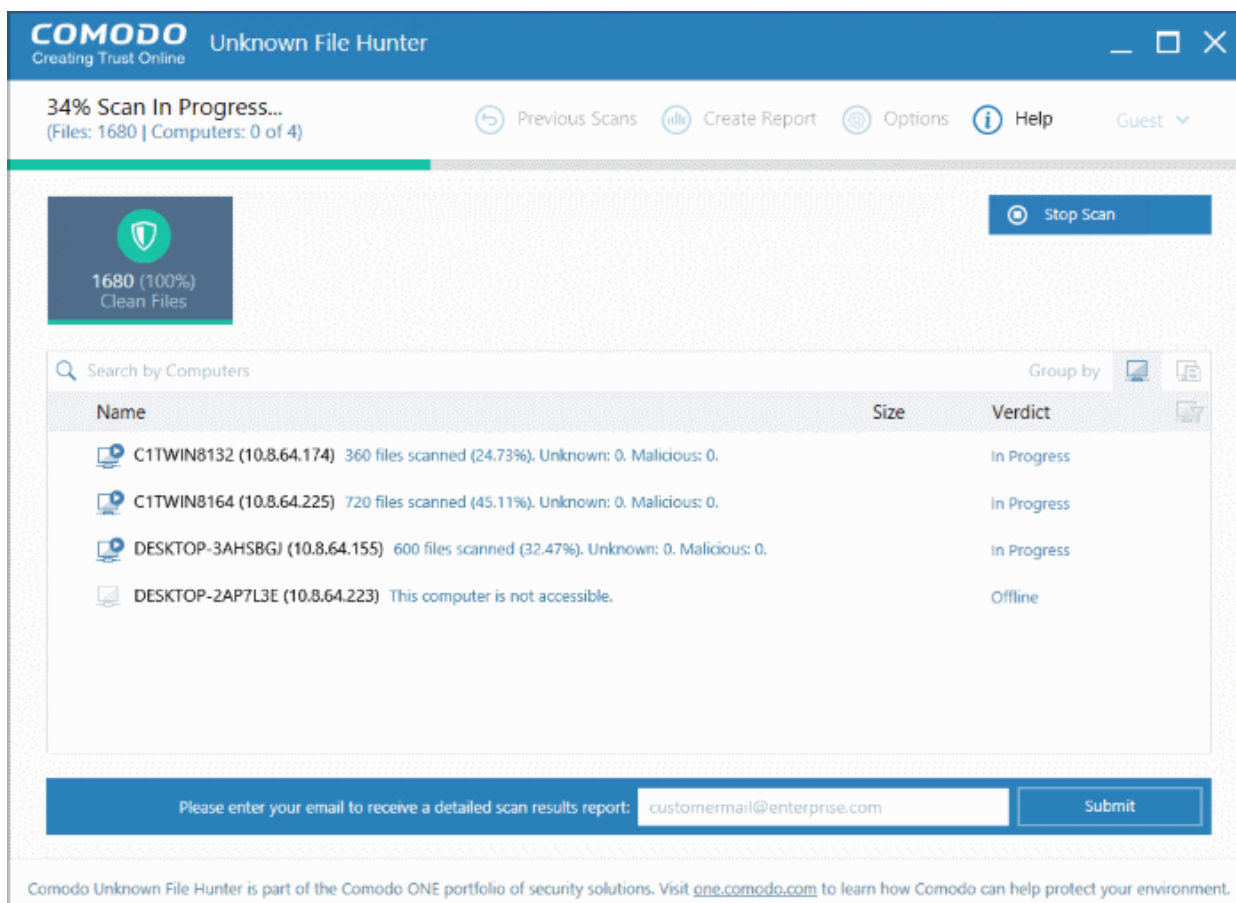 COMODO
Creating Trust Online
Unknown File Hunter
34% Scan In Progress...
(Files: 1680 | Computers: 0 of 4)
Previous Scans
Create Report
Options
Help
Guest
1680 (100%)
Clean Files
Stop Scan
Search by Computers
Group by
Name Size Verdict
C1TWIN8132 (10.8.64.174) 360 files scanned (24.73%). Unknown: 0. Malicious: 0. In Progress
C1TWIN8164 (10.8.64.225) 720 files scanned (45.11%). Unknown: 0. Malicious: 0. In Progress
DESKTOP-3AHSBGJ (10.8.64.155) 600 files scanned (32.47%). Unknown: 0. Malicious: 0. In Progress
DESKTOP-2AP7L3E (10.8.64.223) This computer is not accessible. Offline
Please enter your email to receive a detailed scan results report: customermail@enterprise.com Submit
Comodo Unknown File Hunter is part of the Comodo ONE portfolio of security solutions. Visit one.comodo.com to learn how Comodo can help protect your environment.